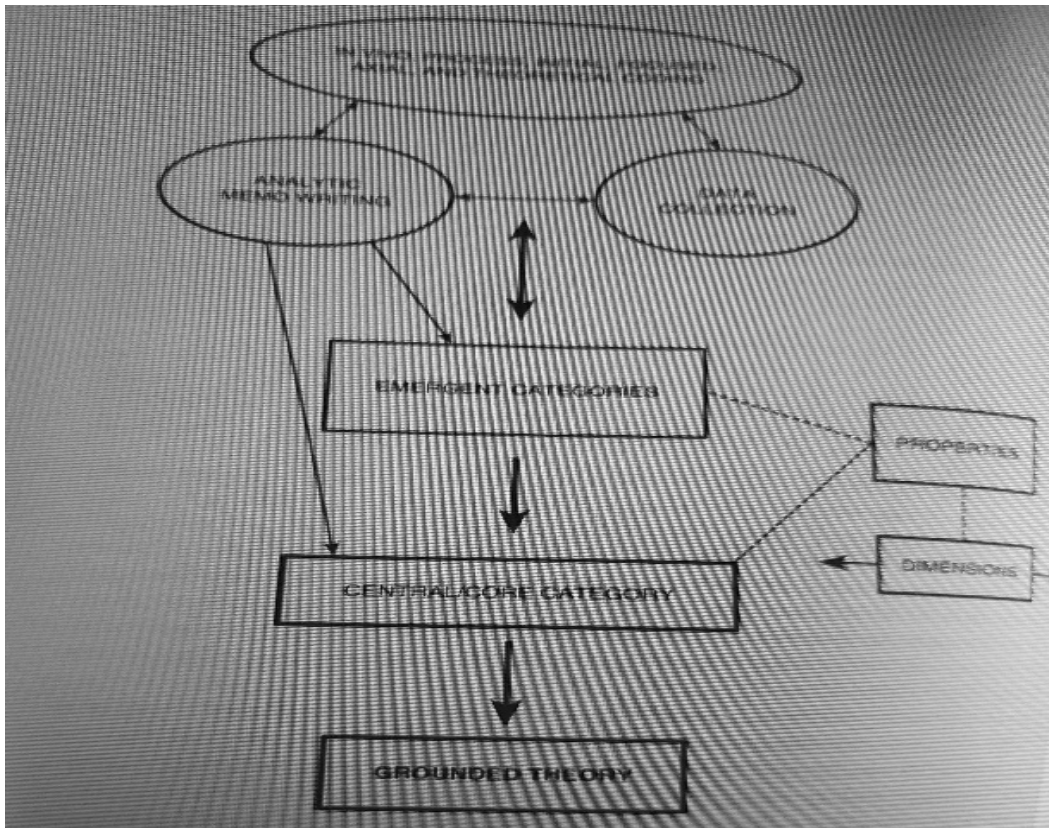 IN VIVO, PROCESS, INITIAL, FOCUSED,
AXIAL, AND THEORETICAL CODING
ANALYTIC
MEMO WRITING
DATA
COLLECTION
EMERGENT CATEGORIES
PROPERTIES
DIMENSIONS
CENTRAL/CORE CATEGORY
GROUNDED THEORY